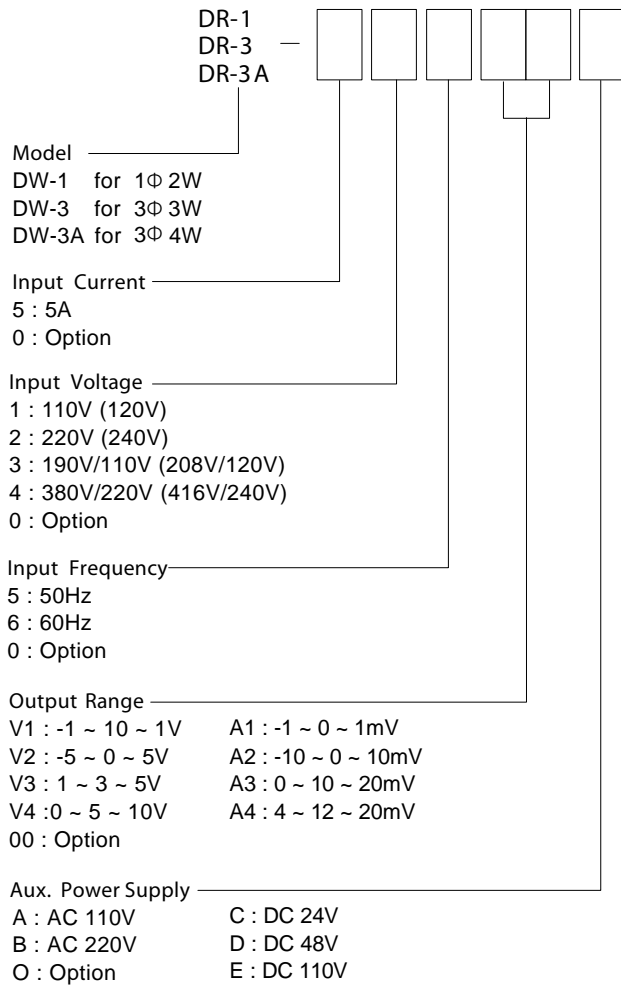 DR-1
DR-3 —
DR-3A
Model
DW-1 for 1Φ 2W
DW-3 for 3Φ 3W
DW-3A for 3Φ 4W
Input Current
5 : 5A
0 : Option
Input Voltage
1 : 110V (120V)
2 : 220V (240V)
3 : 190V/110V (208V/120V)
4 : 380V/220V (416V/240V)
0 : Option
Input Frequency
5 : 50Hz
6 : 60Hz
0 : Option
Output Range
V1 : -1 ~ 10 ~ 1V A1 : -1 ~ 0 ~ 1mV
V2 : -5 ~ 0 ~ 5V A2 : -10 ~ 0 ~ 10mV
V3 : 1 ~ 3 ~ 5V A3 : 0 ~ 10 ~ 20mV
V4 :0 ~ 5 ~ 10V A4 : 4 ~ 12 ~ 20mV
00 : Option
Aux. Power Supply
A : AC 110V C : DC 24V
B : AC 220V D : DC 48V
O : Option E : DC 110V